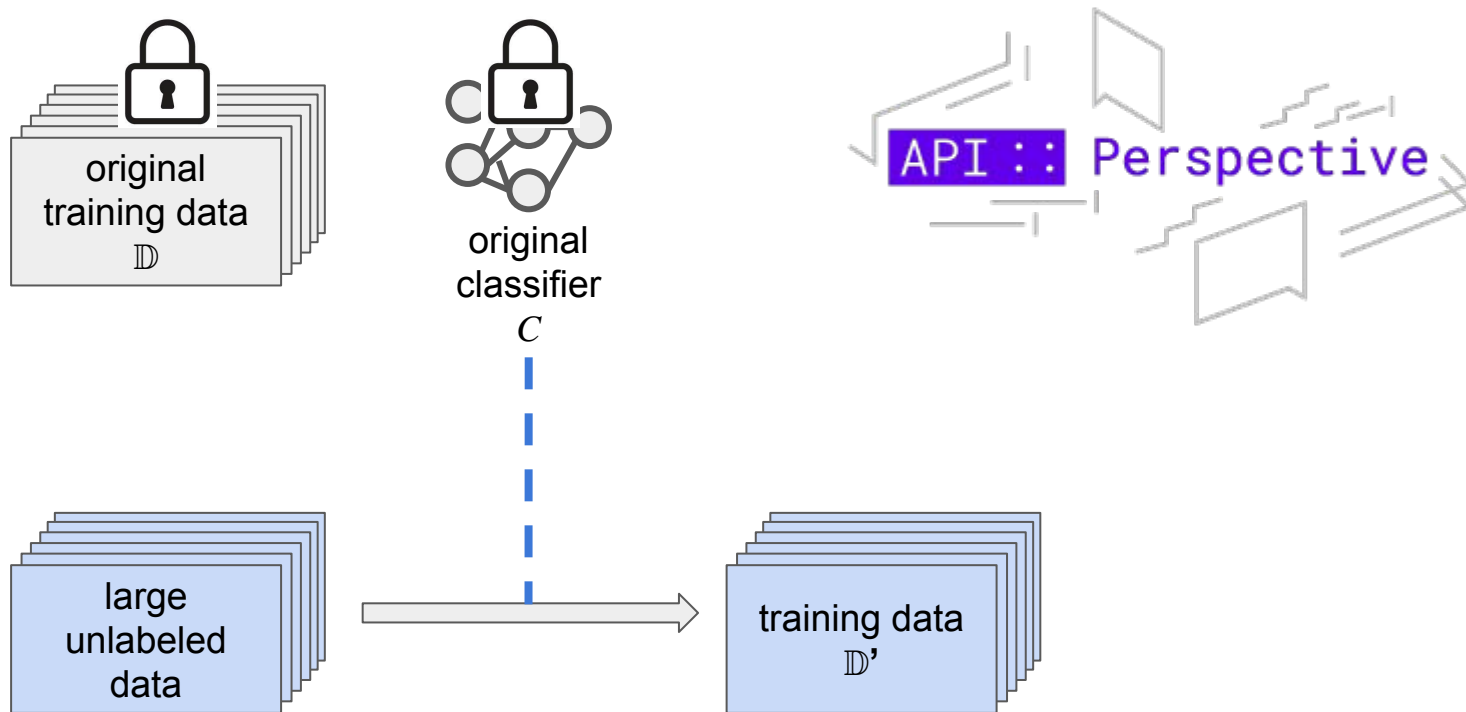 original
training data
𝔻
original
classifier
C
API :: Perspective
large
unlabeled
data
training data
𝔻’